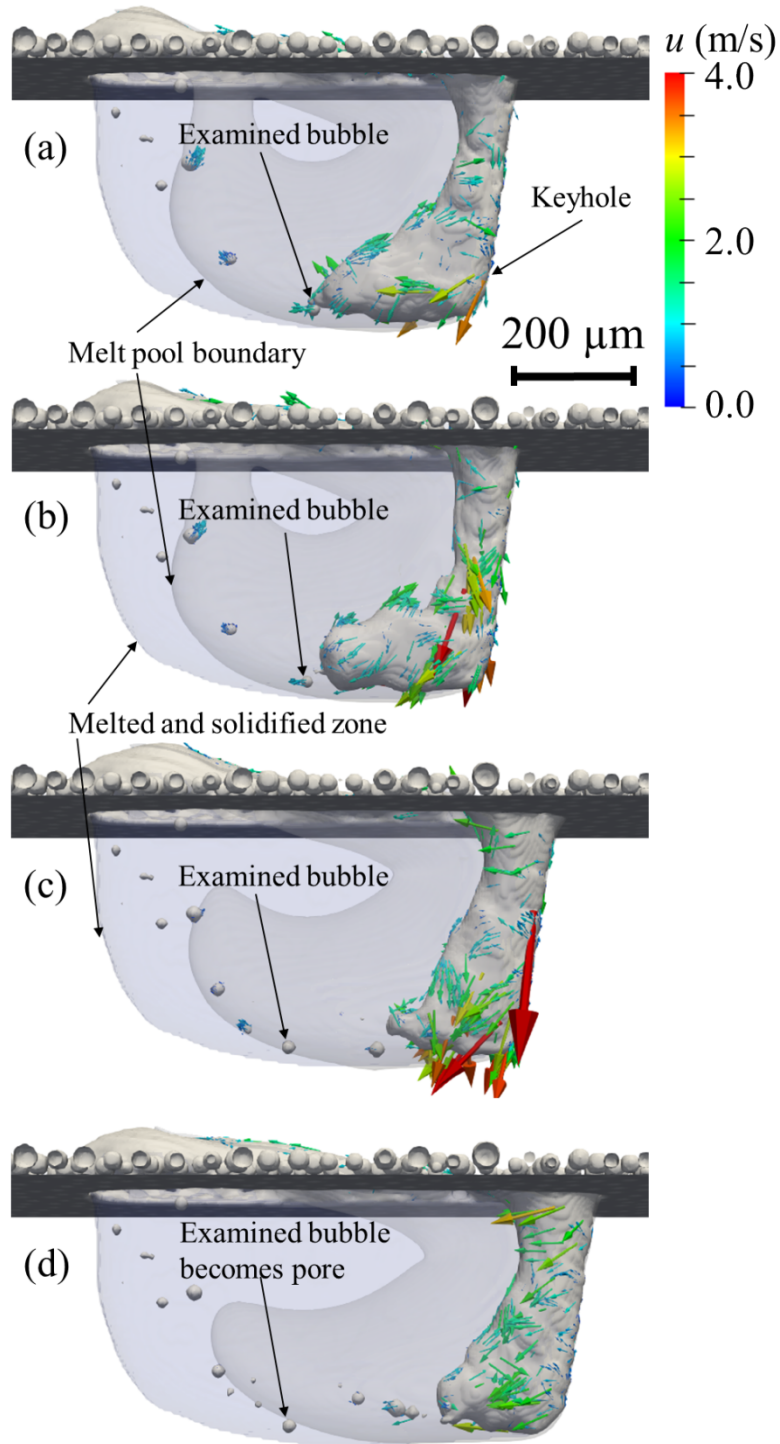 u (m/s)
4.0
2.0
0.0
(a)
Examined bubble
Keyhole
200 µm
Melt pool boundary
(b)
Examined bubble
Melted and solidified zone
(c)
Examined bubble
(d)
Examined bubble
becomes pore